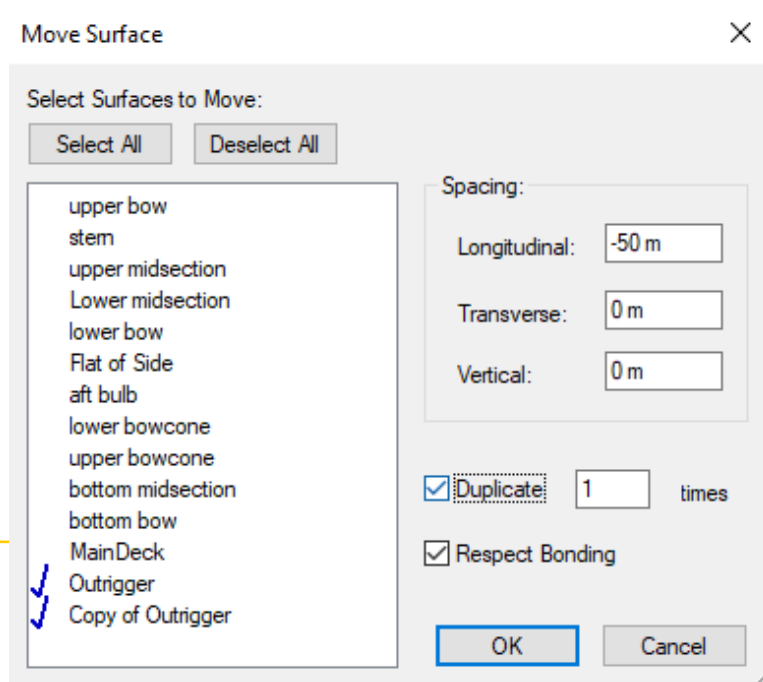 Move Surface
Select Surfaces to Move:
Select All
Deselect All
upper bow
stem
upper midsection
Lower midsection
lower bow
Flat of Side
aft bulb
lower bowcone
upper bowcone
bottom midsection
bottom bow
MainDeck
Outrigger
Copy of Outrigger
Spacing:
Longitudinal: -50 m
Transverse: 0 m
Vertical: 0 m
Duplicate 1 times
Respect Bonding
OK
Cancel